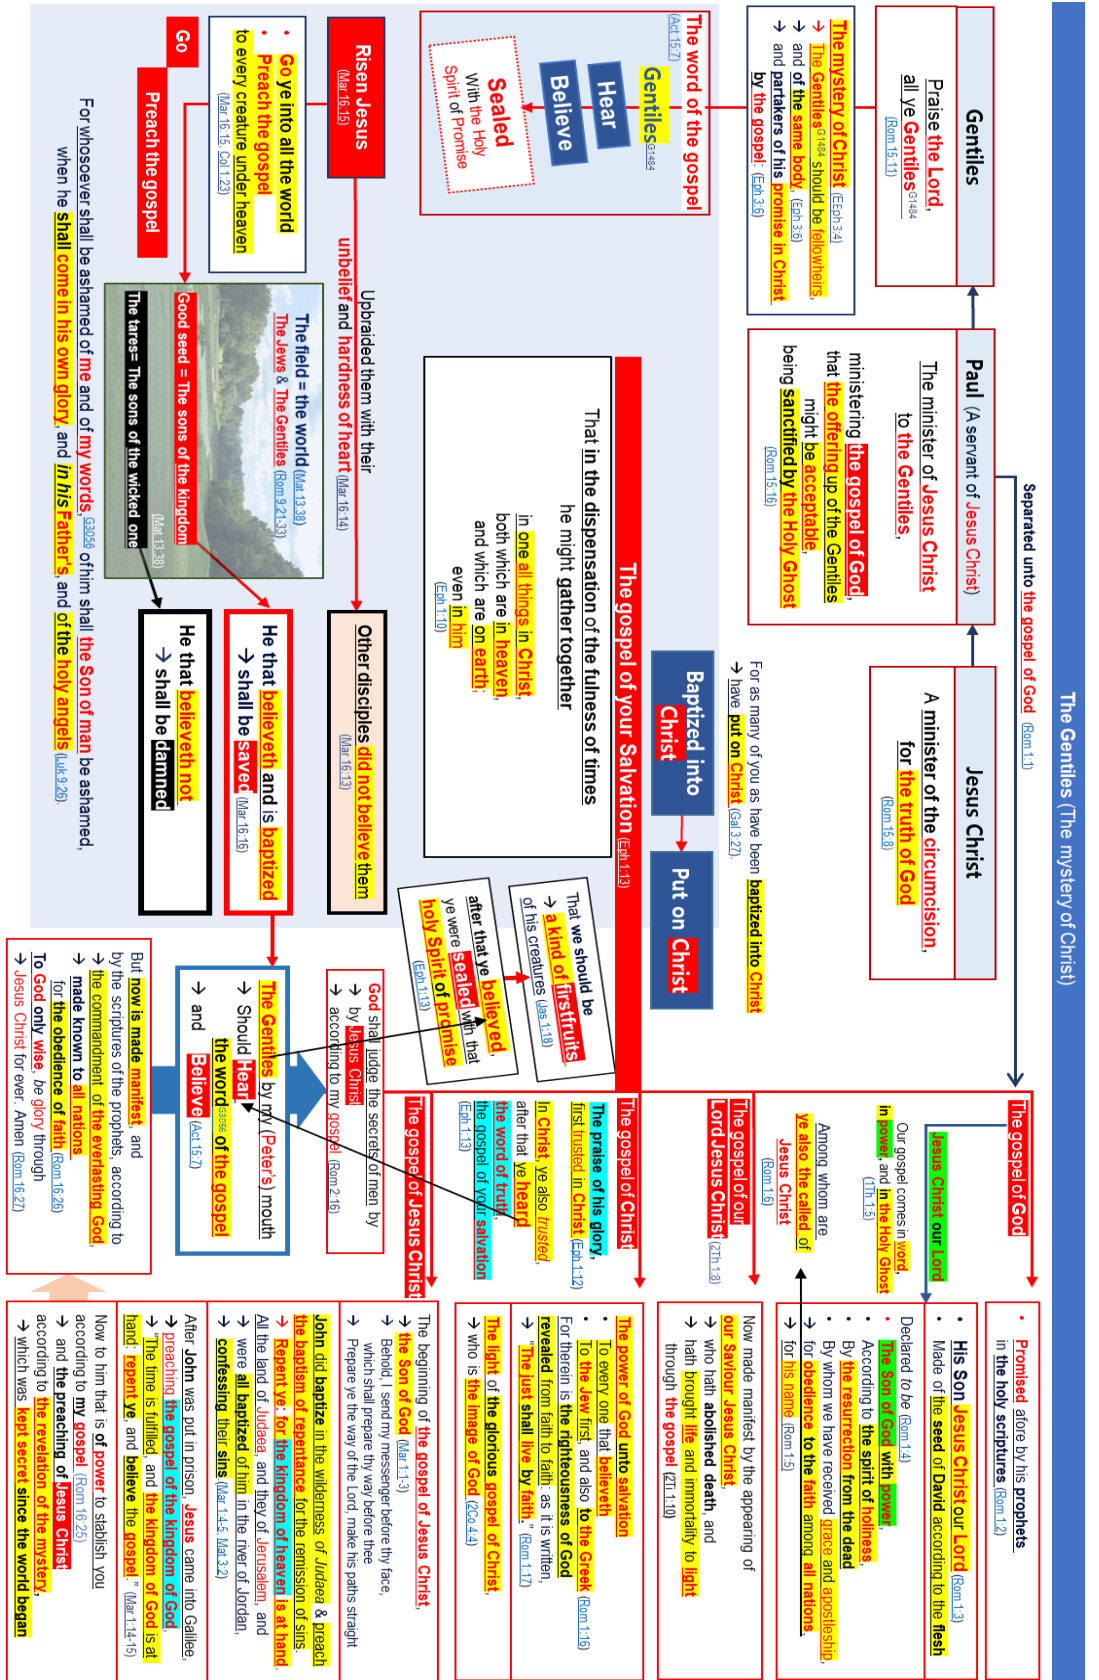 The Gentiles (The mystery of Christ)
Separated unto the gospel of God (Rom 1:1)
Gentiles
Praise the Lord,
all ye Gentiles G1484
(Rom 15:11)
Paul (A servant of Jesus Christ)
The minister of Jesus Christ
to the Gentiles,
ministering the gospel of God,
that the offering up of the Gentiles
might be acceptable,
being sanctified by the Holy Ghost
(Rom 15:16)
Jesus Christ
A minister of the circumcision,
for the truth of God
(Rom 15:8)
The mystery of Christ (EEph 3:4)
→ The Gentiles G1484 should be fellowheirs,
→ and of the same body, (Eph 3:6)
→ and partakers of his promise in Christ
by the gospel: (Eph 3:6)
The word of the gospel
(Act 15:7)
Gentiles G1484
Hear
Believe
Sealed
With the Holy
Spirit of Promise
For as many of you as have been baptized into Christ
→ have put on Christ (Gal 3:27).
Baptized into
Christ
Put on Christ
The gospel of your Salvation (Eph 1:13)
That in the dispensation of the fulness of times
he might gather together
in one all things in Christ,
both which are in heaven,
and which are on earth;
even in him
(Eph 1:10)
Risen Jesus
(Mar 16:15)
Upbraided them with their
unbelief and hardness of heart (Mar 16:14)
Other disciples did not believe them
(Mar 16:13)
• Go ye into all the world
• Preach the gospel
to every creature under heaven
(Mar 16:15, Col 1:23)
Go
Preach the gospel
The field = the world (Mat 13:38)
The Jews & The Gentiles (Rom 9:21-33)
Good seed = The sons of the kingdom
The tares= The sons of the wicked one
(Mat 13:38)
He that believeth and is baptized
→ shall be saved (Mar 16:16)
He that believeth not
→ shall be damned
For whosoever shall be ashamed of me and of my words, G3056 of him shall the Son of man be ashamed,
when he shall come in his own glory, and in his Father's, and of the holy angels (Luk 9:26).
That we should be
→ a kind of firstfruits
of his creatures (Jas 1:18)
after that ye believed,
ye were sealed with that
holy Spirit of promise
(Eph 1:13)
God shall judge the secrets of men by
→ by Jesus Christ
→ according to my gospel (Rom 2:16)
The Gentiles by my (Peter's) mouth
→ Should Hear
the word G3056 of the gospel
→ and Believe (Act 15:7)
But now is made manifest, and
by the scriptures of the prophets, according to
→ the commandment of the everlasting God,
→ made known to all nations
for the obedience of faith (Rom 16:26)
To God only wise, be glory through
→ Jesus Christ for ever. Amen (Rom 16:27)
The gospel of God
Jesus Christ our Lord
Our gospel comes in word,
in power, and in the Holy Ghost
(1Th 1:5)
Among whom are
ye also the called of
Jesus Christ
(Rom 1:6)
The gospel of our
Lord Jesus Christ (2Th 1:8)
The gospel of Christ
The praise of his glory,
first trusted in Christ (Eph 1:12)
In Christ, ye also trusted,
after that ye heard
the word of truth,
the gospel of your salvation
(Eph 1:13)
The gospel of Jesus Christ
• Promised afore by his prophets
in the holy scriptures (Rom 1:2)
• His Son Jesus Christ our Lord (Rom 1:3)
• Made of the seed of David according to the flesh
Declared to be (Rom 1:4)
• The Son of God with power,
• According to the spirit of holiness,
• By the resurrection from the dead
• By whom we have received grace and apostleship,
→ for obedience to the faith among all nations,
→ for his name (Rom 1:5)
Now made manifest by the appearing of
our Saviour Jesus Christ,
→ who hath abolished death, and
→ hath brought life and immortality to light
through the gospel (2Ti 1:10)
The power of God unto salvation
• To every one that believeth
• To the Jew first, and also to the Greek (Rom 1:16)
For therein is the righteousness of God
revealed from faith to faith: as it is written,
→ "The just shall live by faith." (Rom 1:17)
The light of the glorious gospel of Christ,
→ who is the image of God (2Co 4:4)
The beginning of the gospel of Jesus Christ,
→ the Son of God (Mar 1:1-3)
→ Behold, I send my messenger before thy face,
which shall prepare thy way before thee
→ Prepare ye the way of the Lord, make his paths straight
John did baptize in the wilderness of Judaea & preach
the baptism of repentance for the remission of sins.
→ Repent ye: for the kingdom of heaven is at hand.
All the land of Judaea, and they of Jerusalem, and
→ were all baptized of him in the river of Jordan,
→ confessing their sins (Mar 1:4-5, Mat 3:2)
After John was put in prison, Jesus came into Galilee,
→ preaching the gospel of the kingdom of God,
→ "The time is fulfilled, and the kingdom of God is at
hand: repent ye, and believe the gospel." (Mar 1:14-15)
Now to him that is of power to stablish you
according to my gospel (Rom 16:25)
→ and the preaching of Jesus Christ
according to the revelation of the mystery,
→ which was kept secret since the world began